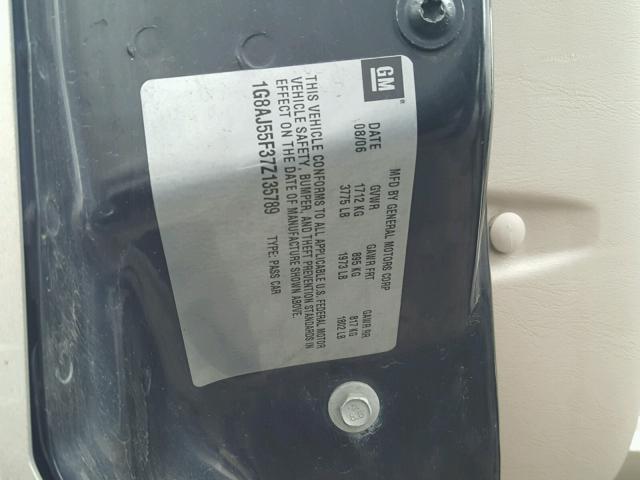 GM
MFD BY GENERAL MOTORS CORP
DATE GVWR GAWR FRT GAWR RR
08/06 1712 KG 895 KG 817 KG
3775 LB 1973 LB 1802 LB
THIS VEHICLE CONFORMS TO ALL APPLICABLE U.S. FEDERAL MOTOR
VEHICLE SAFETY, BUMPER, AND THEFT PREVENTION STANDARDS IN
EFFECT ON THE DATE OF MANUFACTURE SHOWN ABOVE.
1G8AJ55F37Z135789 TYPE: PASS CAR